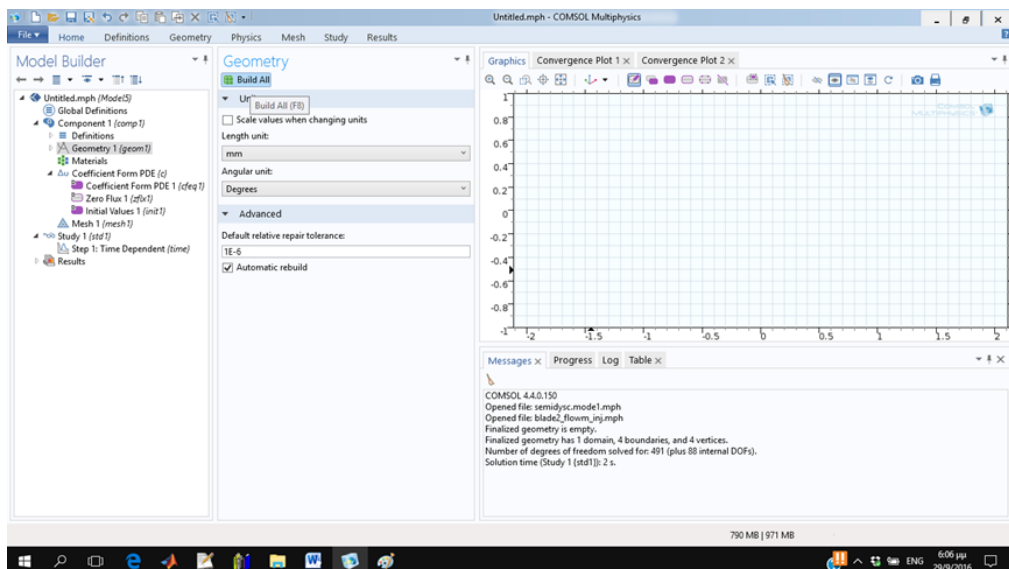 Untitled.mph - COMSOL Multiphysics
File Home Definitions Geometry Physics Mesh Study Results
Model Builder
Untitled.mph (Model5)
Global Definitions
Component 1 (comp1)
Definitions
Geometry 1 (geom1)
Materials
Δu Coefficient Form PDE (c)
Coefficient Form PDE 1 (cfeq1)
Zero Flux 1 (zflx1)
Initial Values 1 (init1)
Mesh 1 (mesh1)
Study 1 (std1)
Step 1: Time Dependent (time)
Results
Geometry
Build All
Build All (F8)
Scale values when changing units
Length unit:
mm
Angular unit:
Degrees
Advanced
Default relative repair tolerance:
1E-6
Automatic rebuild
Graphics Convergence Plot 1 Convergence Plot 2
COMSOL
MULTIPHYSICS
1
0.8
0.6
0.4
0.2
0
-0.2
-0.4
-0.6
-0.8
-1
-2 -1.5 -1 -0.5 0 0.5 1 1.5 2
Messages Progress Log Table
COMSOL 4.4.0.150
Opened file: semidysc.mode1.mph
Opened file: blade2_flowm_inj.mph
Finalized geometry is empty.
Finalized geometry has 1 domain, 4 boundaries, and 4 vertices.
Number of degrees of freedom solved for: 491 (plus 88 internal DOFs).
Solution time (Study 1 {std1}): 2 s.
790 MB | 971 MB
ENG
6:06 μμ
29/9/2016